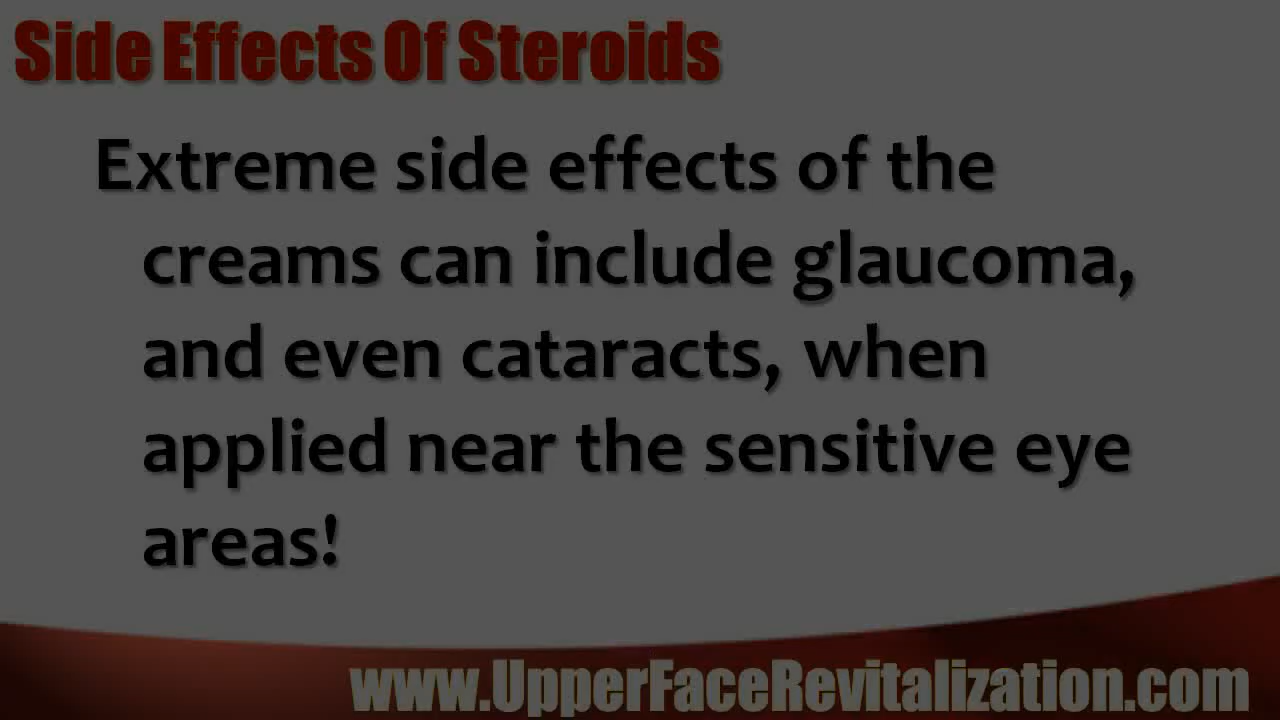 Side Effects Of Steroids
Extreme side effects of the
creams can include glaucoma,
and even cataracts, when
applied near the sensitive eye
areas!
www.UpperFaceRevitalization.com